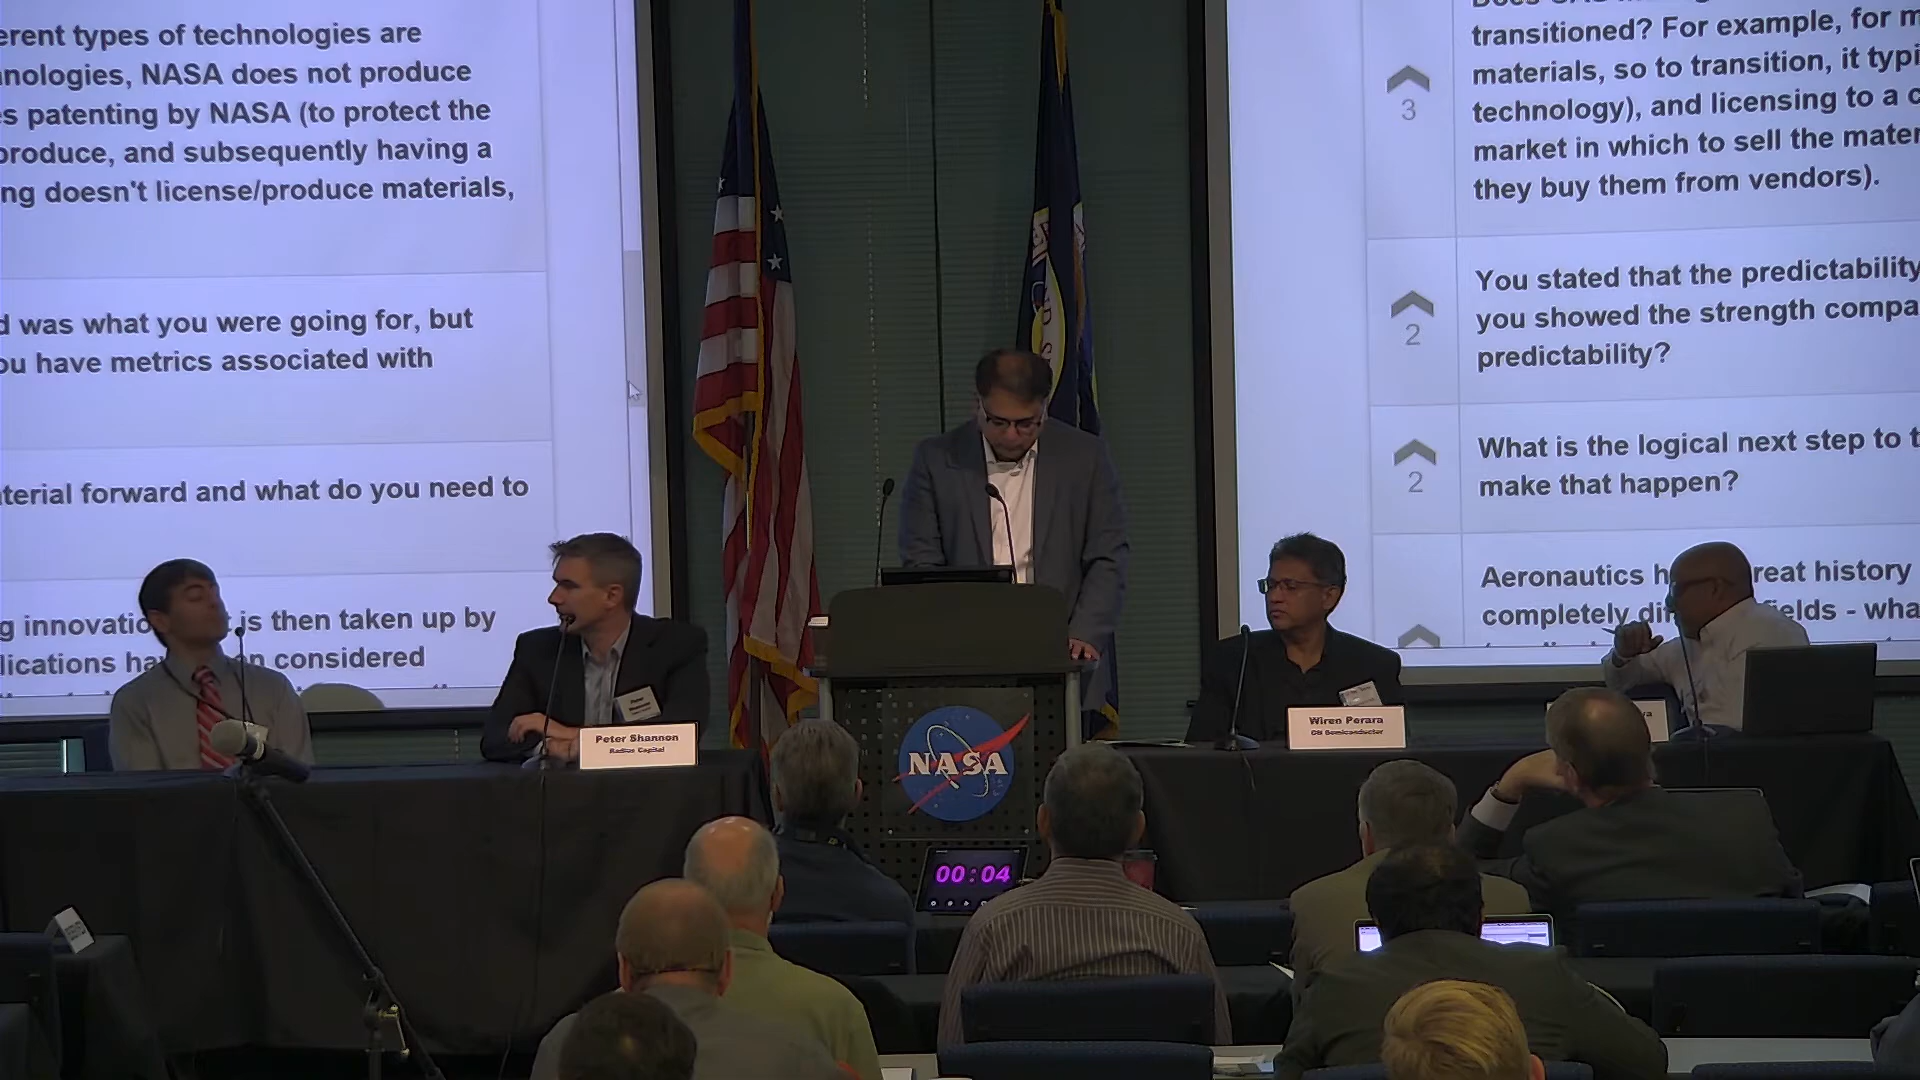 erent types of technologies are
nologies, NASA does not produce
s patenting by NASA (to protect the
produce, and subsequently having a
ng doesn't license/produce materials,
d was what you were going for, but
ou have metrics associated with
terial forward and what do you need to
g innovatio is then taken up by
lications ha n considered
transitioned? For example, for m
materials, so to transition, it typi
technology), and licensing to a c
market in which to sell the mater
they buy them from vendors).
3
You stated that the predictability
you showed the strength compa
predictability?
2
What is the logical next step to t
make that happen?
2
Aeronautics h reat history
completely dif fields - wha
Peter Shannon
Radius Capital
Wiren Perara
ON Semiconductor
NASA
00:04